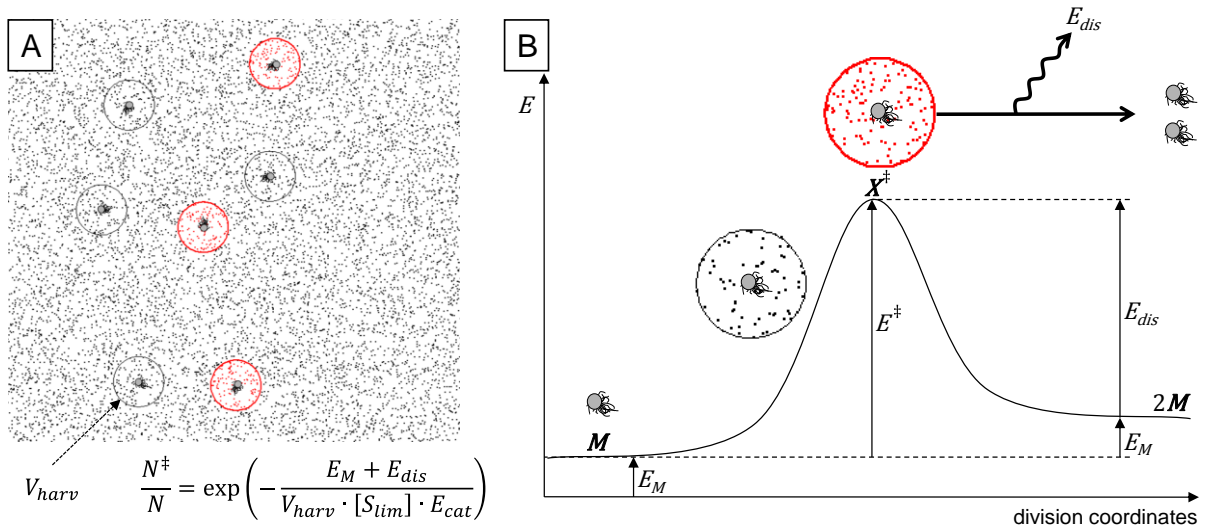 A
V_harv
N‡/N = exp(−(E_M + E_dis)/(V_harv · [S_lim] · E_cat))
B
E
E_dis
X‡
E‡
E_dis
M
2M
E_M
E_M
division coordinates